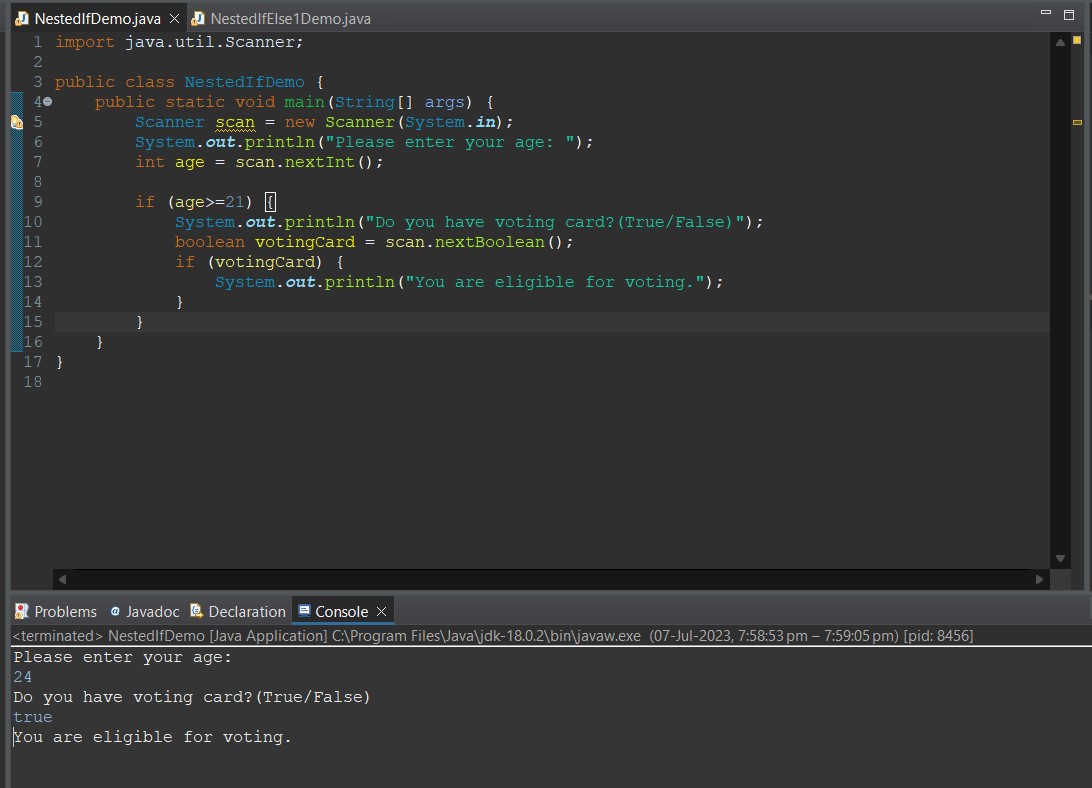 NestedIfDemo.java NestedIfElse1Demo.java
1 import java.util.Scanner;
2
3 public class NestedIfDemo {
4     public static void main(String[] args) {
5         Scanner scan = new Scanner(System.in);
6         System.out.println("Please enter your age: ");
7         int age = scan.nextInt();
8
9         if (age>=21) {
10             System.out.println("Do you have voting card?(True/False)");
11             boolean votingCard = scan.nextBoolean();
12             if (votingCard) {
13                 System.out.println("You are eligible for voting.");
14             }
15         }
16     }
17 }
18
Problems @ Javadoc Declaration Console
<terminated> NestedIfDemo [Java Application] C:\Program Files\Java\jdk-18.0.2\bin\javaw.exe (07-Jul-2023, 7:58:53 pm – 7:59:05 pm) [pid: 8456]
Please enter your age:
24
Do you have voting card?(True/False)
true
You are eligible for voting.